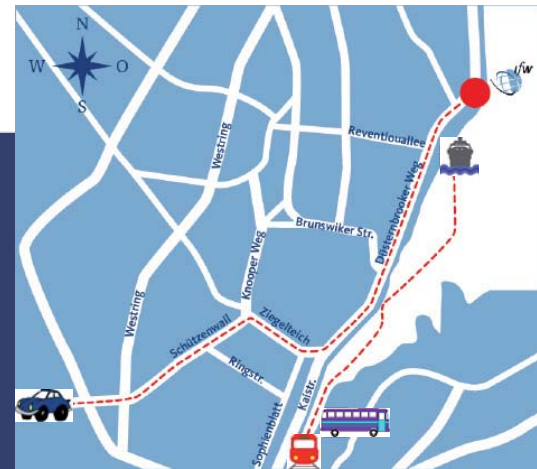 N
W
O
S
ifw
Reventlouallee
Westring
Düsternbrooker Weg
Brunswiker Str.
Knooper Weg
Westring
Ziegelteich
Schützenwall
Ringstr.
Kaistr.
Sophienblatt